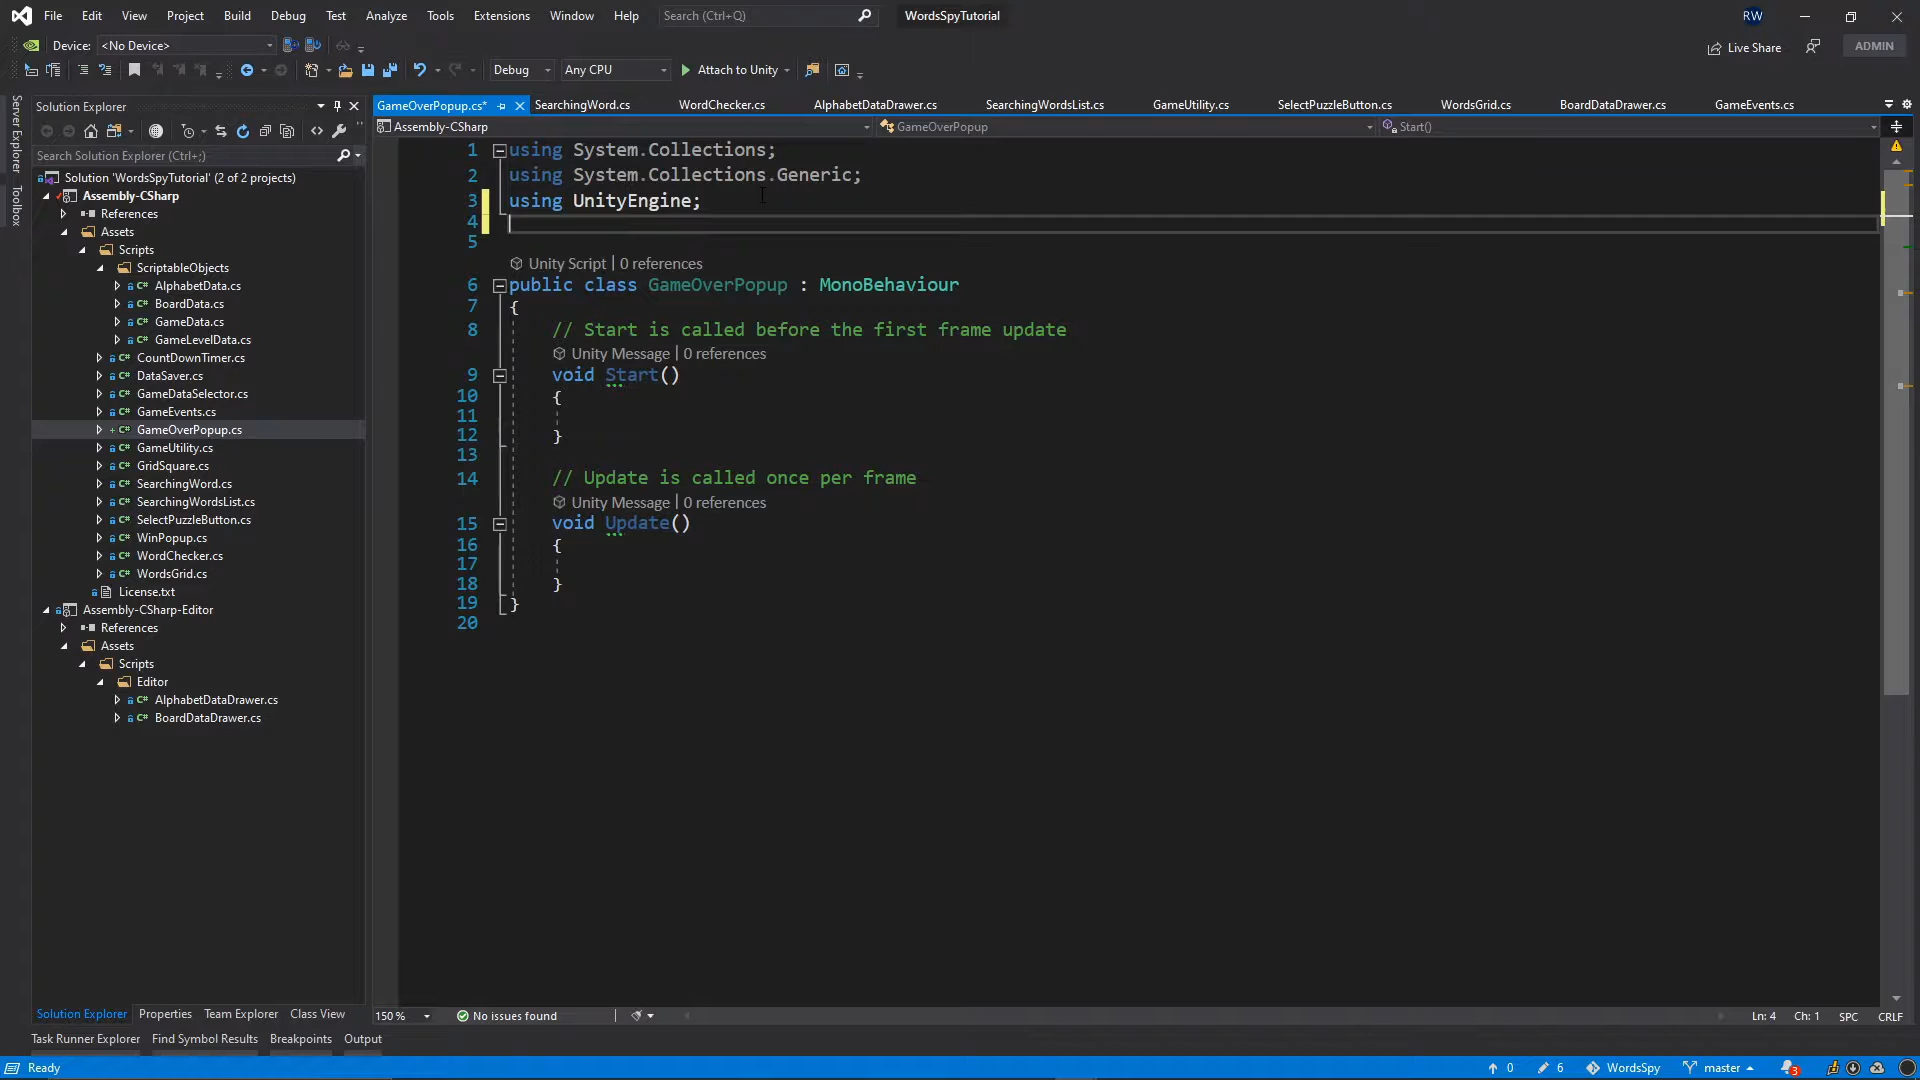 File Edit View Project Build Debug Test Analyze Tools Extensions Window Help Search (Ctrl+Q) WordsSpyTutorial RW
Device: <No Device> Live Share ADMIN
Debug Any CPU Attach to Unity
Server Explorer
Toolbox
Solution Explorer
Search Solution Explorer (Ctrl+;)
Solution 'WordsSpyTutorial' (2 of 2 projects)
Assembly-CSharp
References
Assets
Scripts
ScriptableObjects
AlphabetData.cs
BoardData.cs
GameData.cs
GameLevelData.cs
CountDownTimer.cs
DataSaver.cs
GameDataSelector.cs
GameEvents.cs
GameOverPopup.cs
GameUtility.cs
GridSquare.cs
SearchingWord.cs
SearchingWordsList.cs
SelectPuzzleButton.cs
WinPopup.cs
WordChecker.cs
WordsGrid.cs
License.txt
Assembly-CSharp-Editor
References
Assets
Scripts
Editor
AlphabetDataDrawer.cs
BoardDataDrawer.cs
Solution Explorer Properties Team Explorer Class View
GameOverPopup.cs* SearchingWord.cs WordChecker.cs AlphabetDataDrawer.cs SearchingWordsList.cs GameUtility.cs SelectPuzzleButton.cs WordsGrid.cs BoardDataDrawer.cs GameEvents.cs
Assembly-CSharp GameOverPopup Start()
1 using System.Collections;
2 using System.Collections.Generic;
3 using UnityEngine;
4
5
Unity Script | 0 references
6 public class GameOverPopup : MonoBehaviour
7 {
8 // Start is called before the first frame update
Unity Message | 0 references
9 void Start()
10 {
11
12 }
13
14 // Update is called once per frame
Unity Message | 0 references
15 void Update()
16 {
17
18 }
19 }
20
150 % No issues found Ln: 4 Ch: 1 SPC CRLF
Task Runner Explorer Find Symbol Results Breakpoints Output
Ready 0 6 WordsSpy master 3